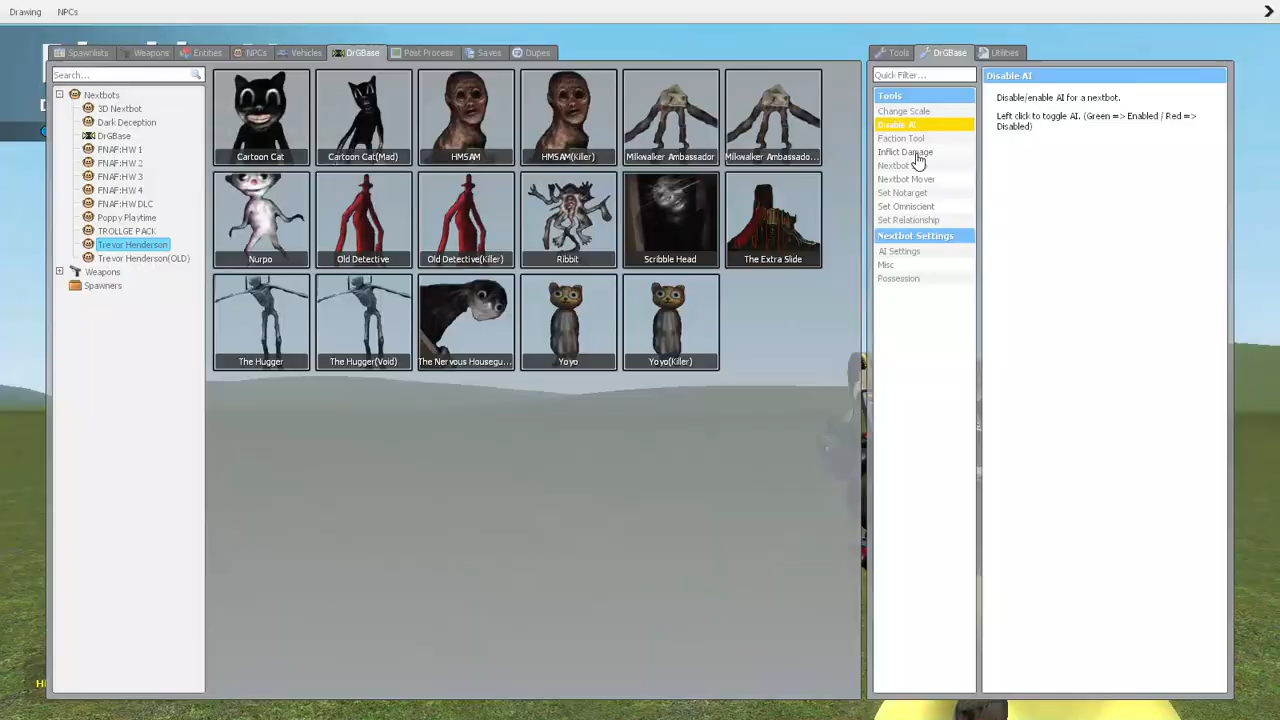 Drawing NPCs
Spawnlists Weapons Entities NPCs Vehicles DrGBase Post Process Saves Dupes
Search...
Nextbots
3D Nextbot
Dark Deception
DrGBase
FNAF:HW 1
FNAF:HW 2
FNAF:HW 3
FNAF:HW 4
FNAF:HW DLC
Poppy Playtime
TROLLGE PACK
Trevor Henderson
Trevor Henderson(OLD)
Weapons
Spawners
Cartoon Cat
Cartoon Cat(Mad)
HMSAM
HMSAM(Killer)
Milkwalker Ambassador
Milkwalker Ambassado...
Nurpo
Old Detective
Old Detective(Killer)
Ribbit
Scribble Head
The Extra Slide
The Hugger
The Hugger(Void)
The Nervous Housegu...
Yoyo
Yoyo(Killer)
Tools DrGBase Utilities
Quick Filter...
Tools
Change Scale
Disable AI
Faction Tool
Inflict Damage
Nextbot
Nextbot Mover
Set Notarget
Set Omniscient
Set Relationship
Nextbot Settings
AI Settings
Misc
Possession
Disable AI
Disable/enable AI for a nextbot.
Left click to toggle AI. (Green => Enabled / Red =>
Disabled)